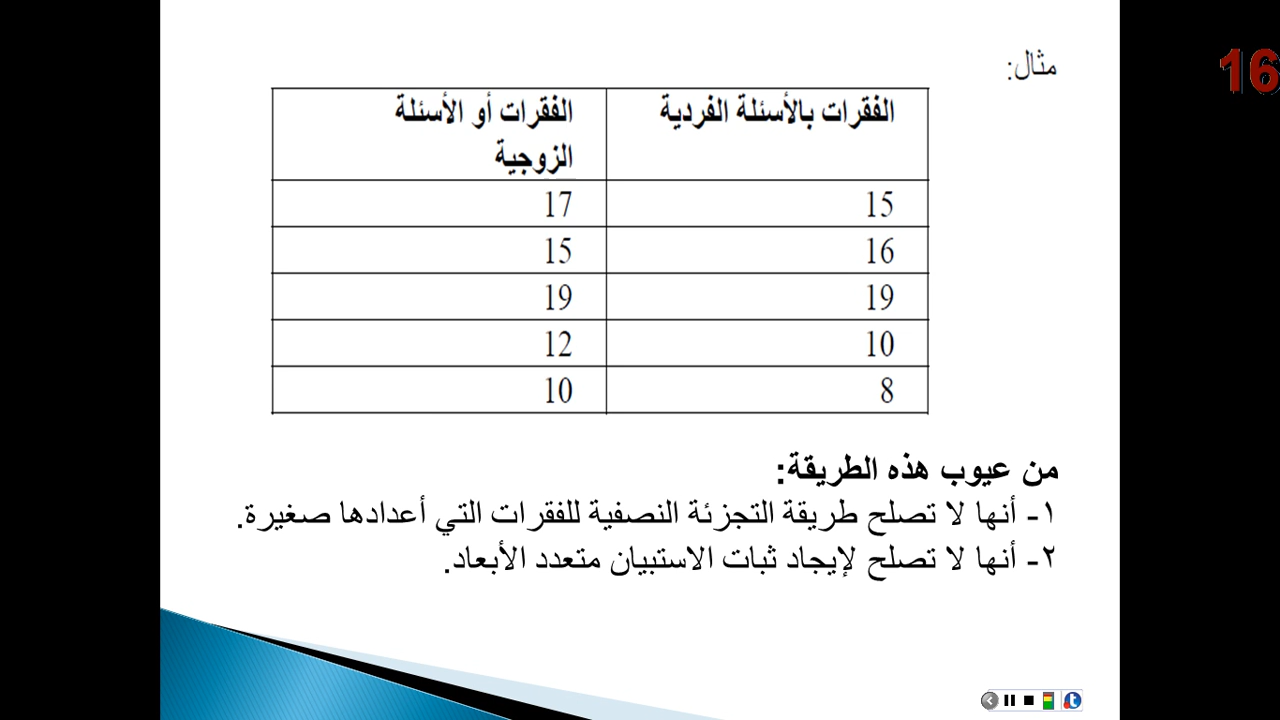 16
مثال:
الفقرات بالأسئلة الفردية
الفقرات أو الأسئلة
الزوجية
15 17
16 15
19 19
10 12
8 10
من عيوب هذه الطريقة:
١- أنها لا تصلح طريقة التجزئة النصفية للفقرات التي أعدادها صغيرة.
٢- أنها لا تصلح لإيجاد ثبات الاستبيان متعدد الأبعاد.